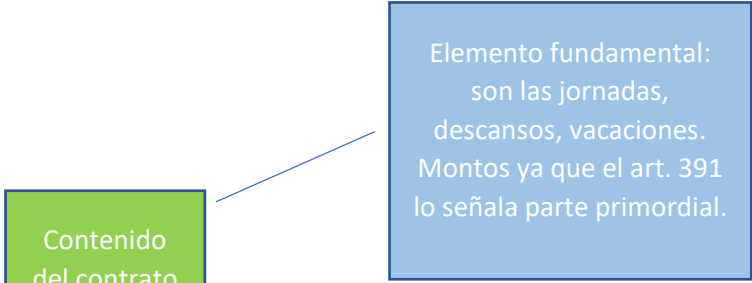 Elemento fundamental:
son las jornadas,
descansos, vacaciones.
Montos ya que el art. 391
lo señala parte primordial.
Contenido
del contrato